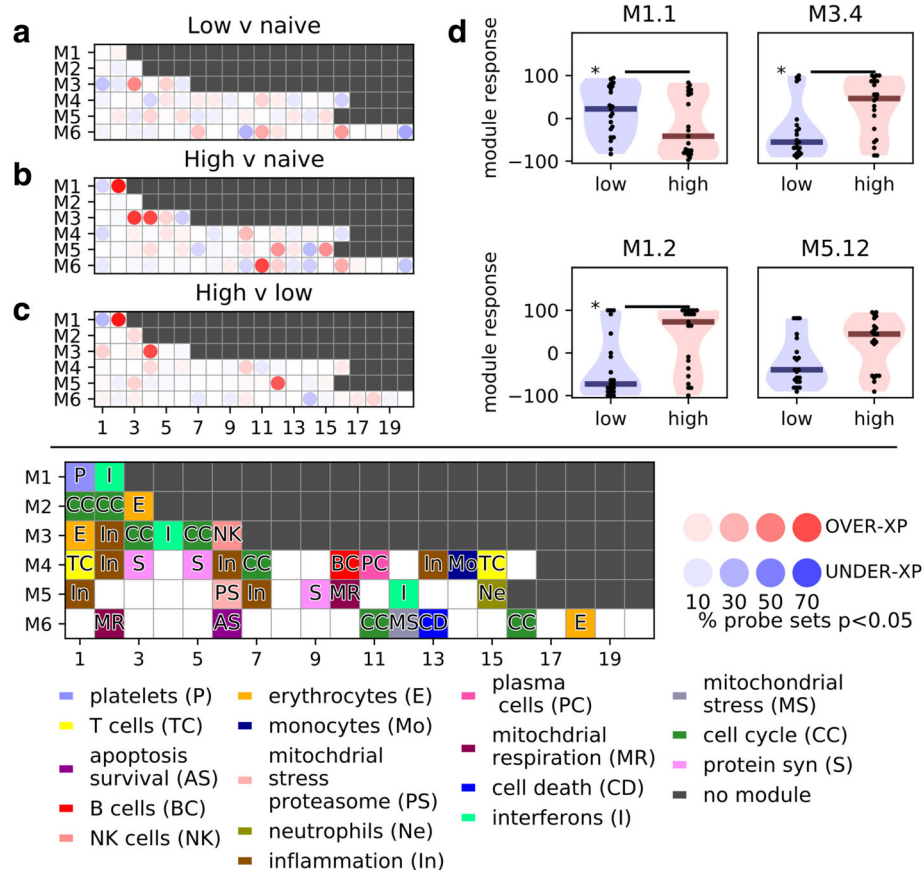 a
Low v naive
M1
M2
M3
M4
M5
M6
b
High v naive
M1
M2
M3
M4
M5
M6
c
High v low
M1
M2
M3
M4
M5
M6
1 3 5 7 9 11 13 15 17 19
d
M1.1
module response
100
0
−100
*
low high
M3.4
*
low high
M1.2
module response
100
0
−100
*
low high
M5.12
low high
M1 P I
M2 CC CC E
M3 E In CC I CC NK
M4 TC In S S In CC BC PC In Mo TC
M5 In PS In S MR I Ne
M6 MR AS CC MS CD CC E
1 3 5 7 9 11 13 15 17 19
OVER-XP
UNDER-XP
10 30 50 70
% probe sets p<0.05
platelets (P)
T cells (TC)
apoptosis
survival (AS)
B cells (BC)
NK cells (NK)
erythrocytes (E)
monocytes (Mo)
mitochdrial
stress
proteasome (PS)
neutrophils (Ne)
inflammation (In)
plasma
cells (PC)
mitochdrial
respiration (MR)
cell death (CD)
interferons (I)
mitochondrial
stress (MS)
cell cycle (CC)
protein syn (S)
no module